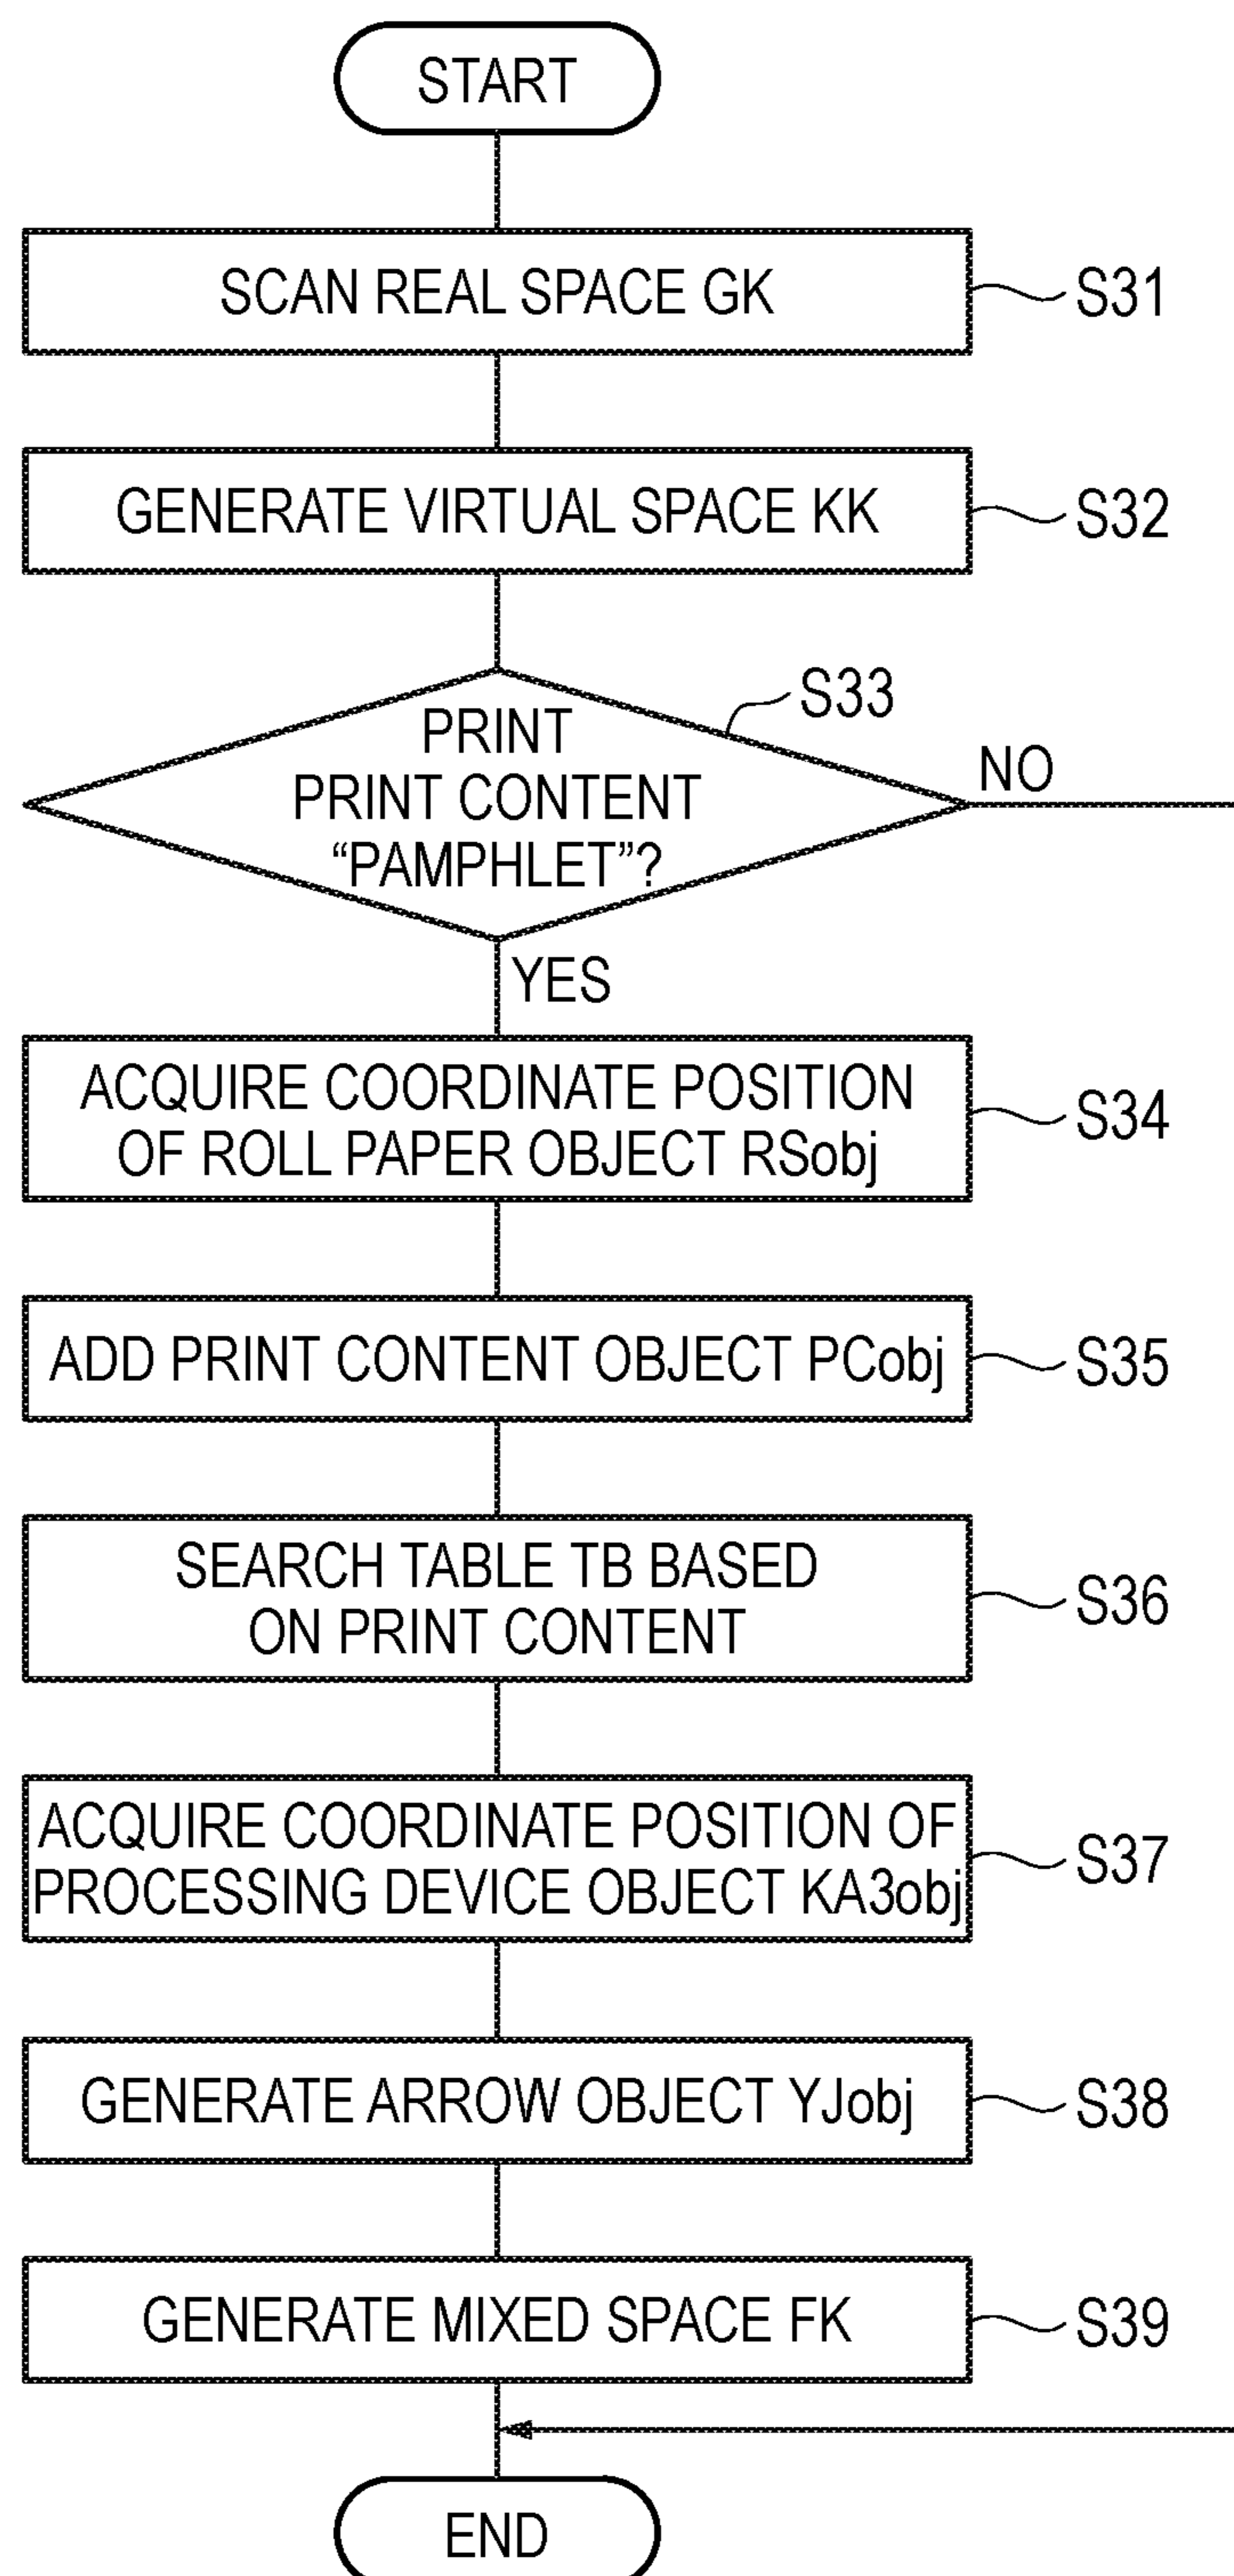 START
SCAN REAL SPACE GK
S31
GENERATE VIRTUAL SPACE KK
S32
S33
PRINT
PRINT CONTENT
“PAMPHLET”?
NO
YES
ACQUIRE COORDINATE POSITION
OF ROLL PAPER OBJECT RSobj
S34
ADD PRINT CONTENT OBJECT PCobj
S35
SEARCH TABLE TB BASED
ON PRINT CONTENT
S36
ACQUIRE COORDINATE POSITION OF
PROCESSING DEVICE OBJECT KA3obj
S37
GENERATE ARROW OBJECT YJobj
S38
GENERATE MIXED SPACE FK
S39
END